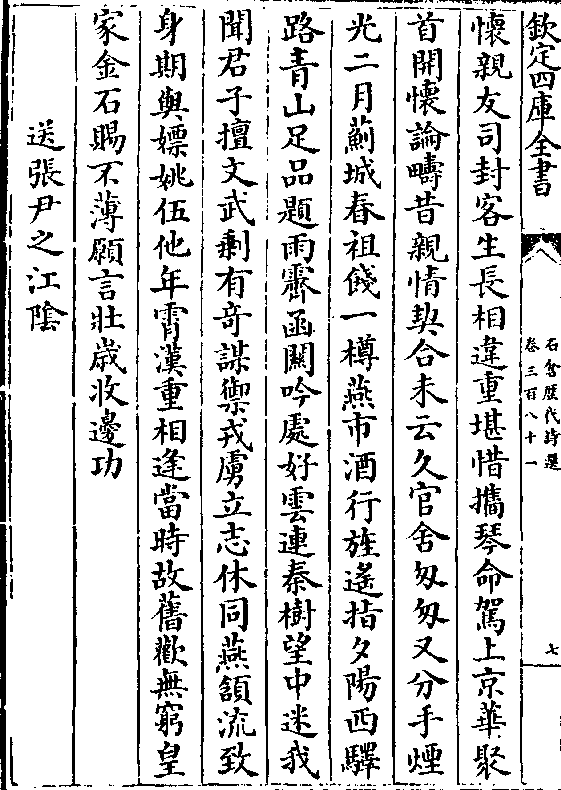 欽定四庫全書
石倉歷代詩選
卷三百八十一
七
懷親友司封客生長相違重堪惜攜琴命駕上京華聚
首開懷論疇昔親情契合未云久官舍匆匆又分手煙
光二月薊城春祖餞一樽燕市酒行旌遙指夕陽西驛
路青山足品題雨霽函關吟處好雲連秦樹望中迷我
聞君子擅文武剩有奇謀禦戎虜立志休同燕頷流致
身期與嫖姚伍他年霄漢重相逢當時故舊歡無窮皇
家金石賜不薄願言壯歲收邊功
送張尹之江陰